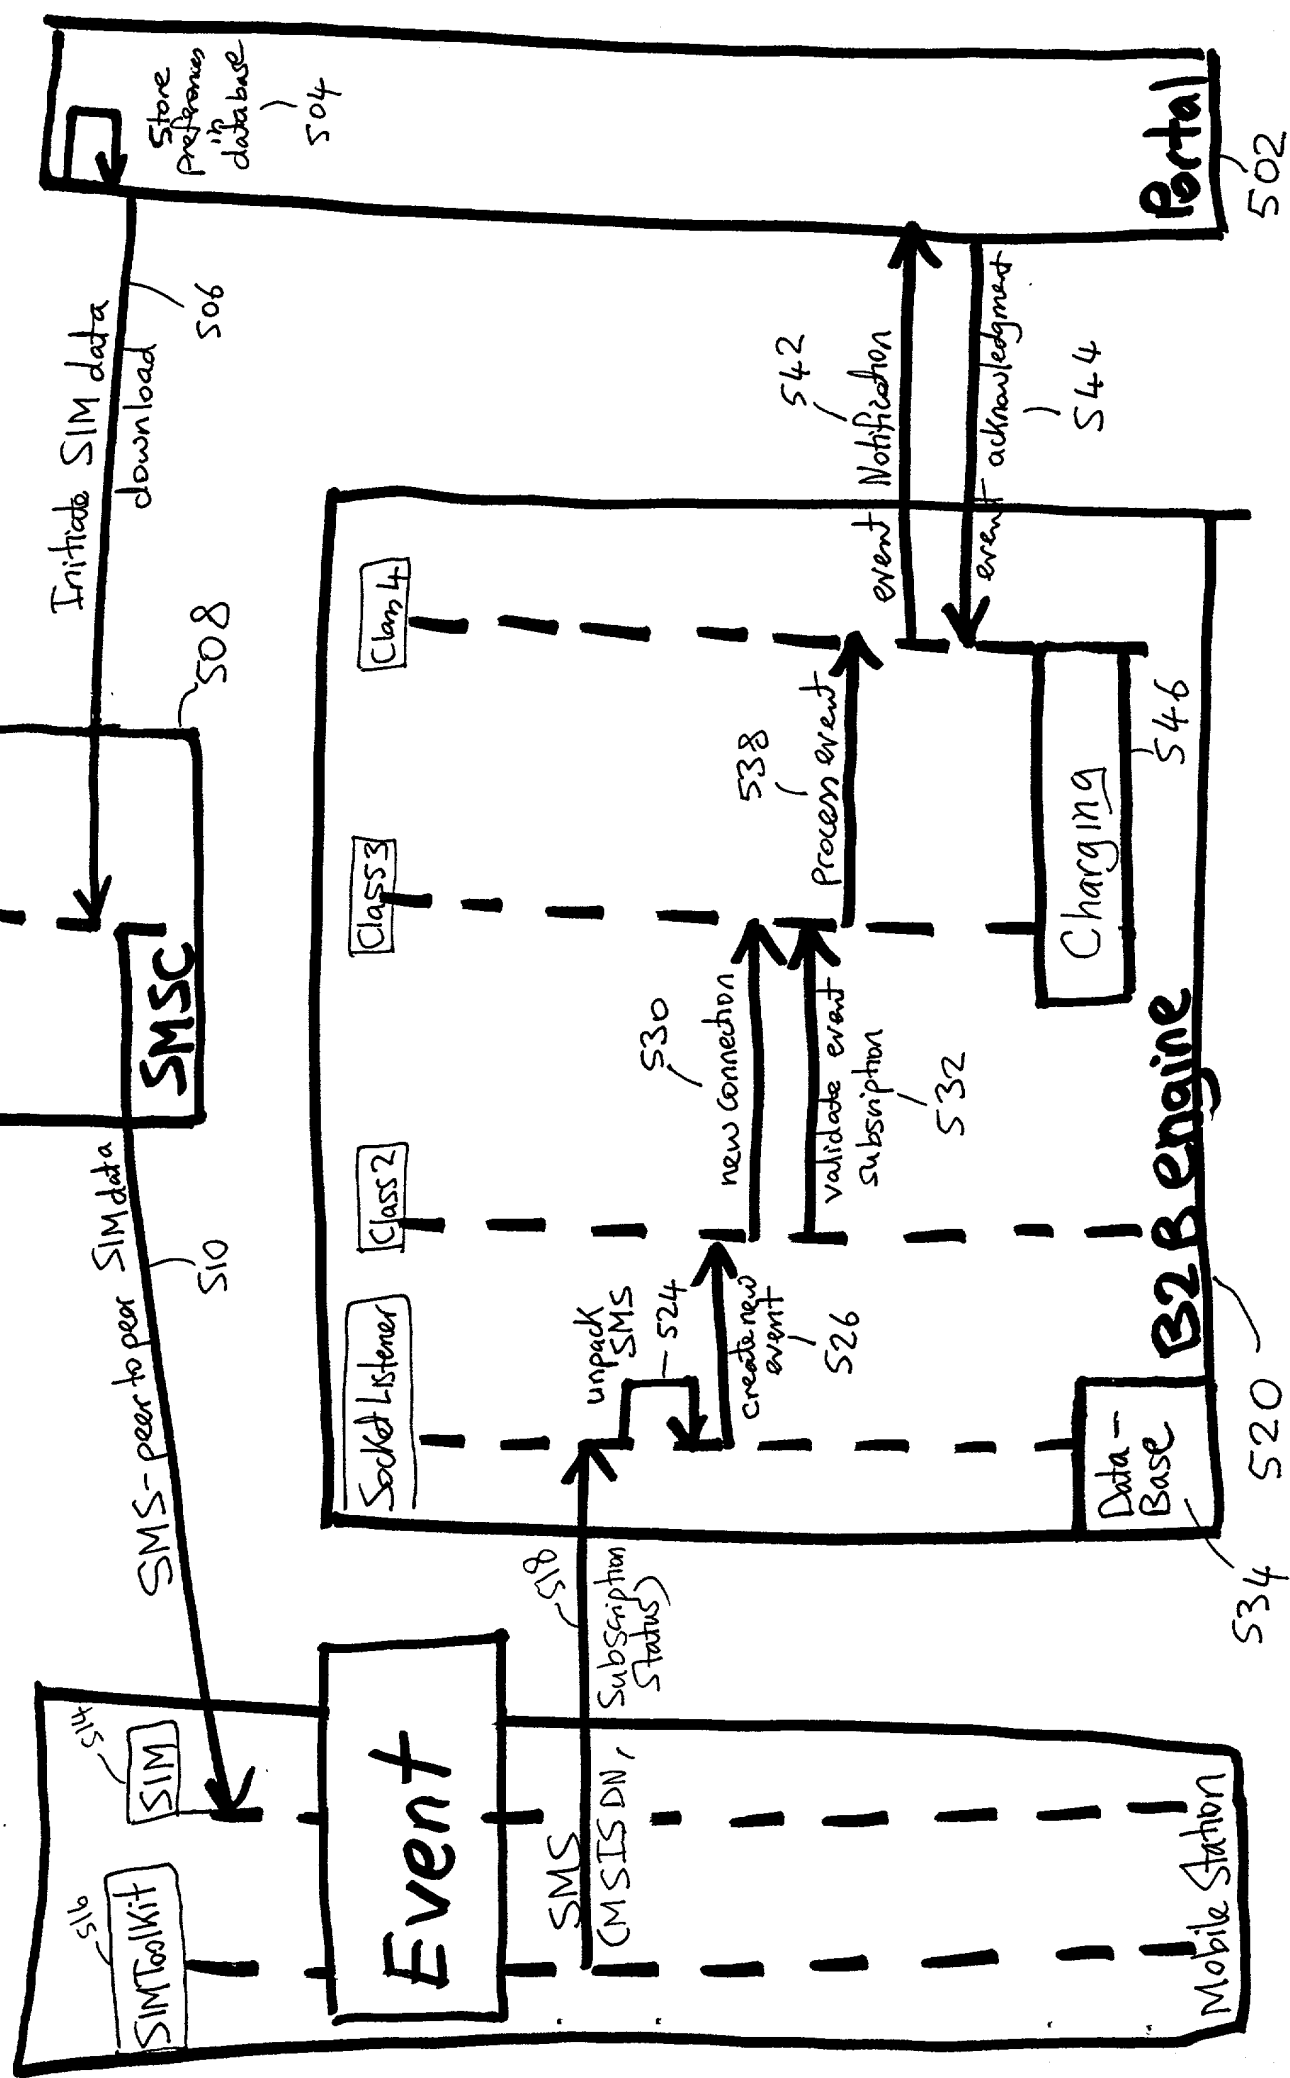 Store
preferences
in
database
504
Portal
502
Initiate SIM data
download
506
508
SMSC
SMS-peer to peer SIM data
510
514
SIM
516
SIMToolKit
Event
Mobile Station
SMS
(MSISDN,
Subscription
Status)
518
Socket Listener
Class 2
Class 3
Class 4
unpack
SMS
524
create new
event
526
new connection
530
validate event
subscription
532
Process event
538
event Notification
542
event acknowledgment
544
Charging
546
Data-
Base
534
B2B engine
520